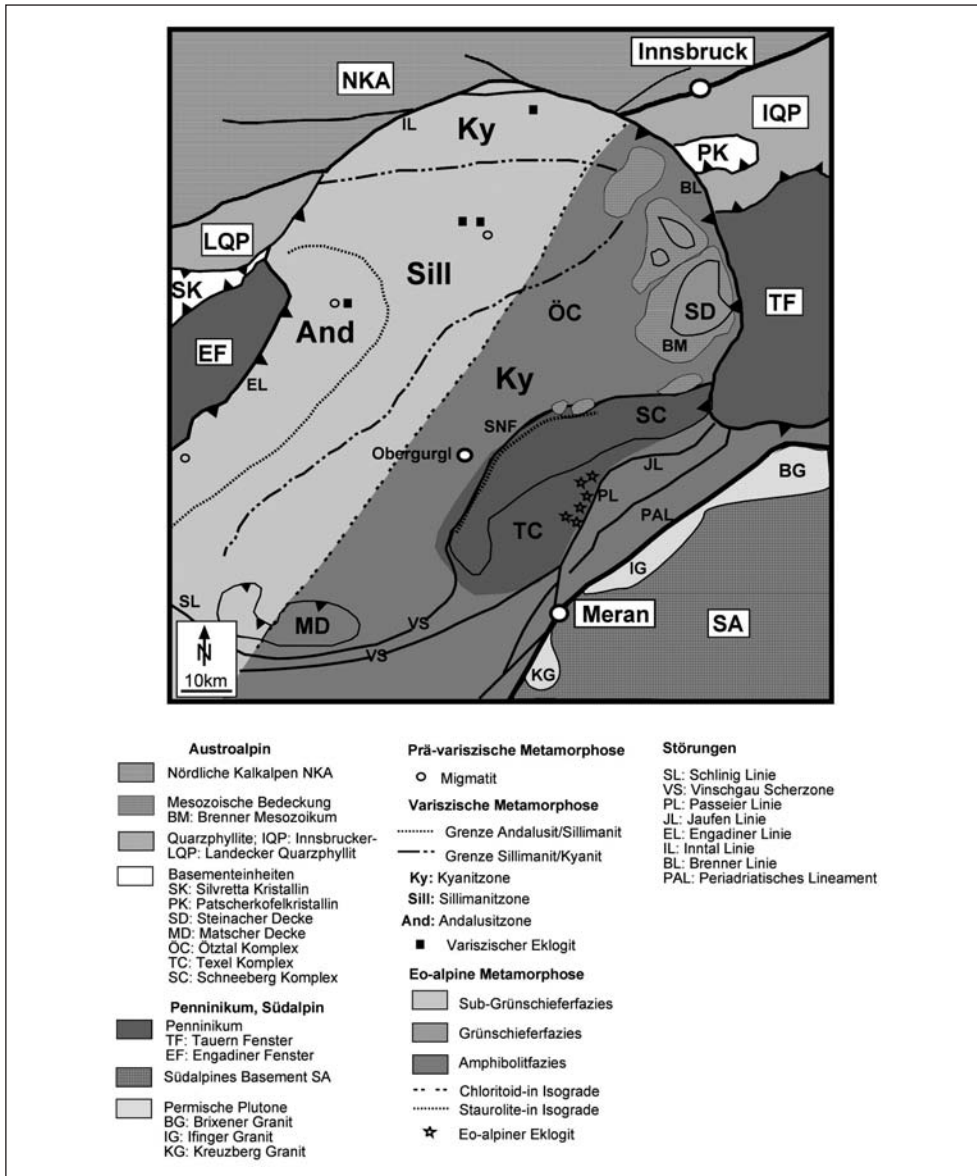 Innsbruck
NKA
IQP
IL
Ky
PK
BL
LQP
Sill
SK
ÖC
SD
TF
And
EF
BM
EL
Ky
SC
SNF
Obergurgl
JL
BG
PL
TC
PAL
IG
SL
MD
VS
Meran
SA
VS
N
KG
10km
Austroalpin
Nördliche Kalkalpen NKA
Mesozoische Bedeckung
BM: Brenner Mesozoikum
Quarzphyllite; IQP: Innsbrucker-
LQP: Landecker Quarzphyllit
Basementeinheiten
SK: Silvretta Kristallin
PK: Patscherkofelkristallin
SD: Steinacher Decke
MD: Matscher Decke
ÖC: Ötztal Komplex
TC: Texel Komplex
SC: Schneeberg Komplex
Penninikum, Südalpin
Penninikum
TF: Tauern Fenster
EF: Engadiner Fenster
Südalpines Basement SA
Permische Plutone
BG: Brixener Granit
IG: Ifinger Granit
KG: Kreuzberg Granit
Prä-variszische Metamorphose
Migmatit
Variszische Metamorphose
Grenze Andalusit/Sillimanit
Grenze Sillimanit/Kyanit
Ky: Kyanitzone
Sill: Sillimanitzone
And: Andalusitzone
Variszischer Eklogit
Eo-alpine Metamorphose
Sub-Grünschieferfazies
Grünschieferfazies
Amphibolitfazies
Chloritoid-in Isograde
Staurolite-in Isograde
Eo-alpiner Eklogit
Störungen
SL: Schlinig Linie
VS: Vinschgau Scherzone
PL: Passeier Linie
JL: Jaufen Linie
EL: Engadiner Linie
IL: Inntal Linie
BL: Brenner Linie
PAL: Periadriatisches Lineament